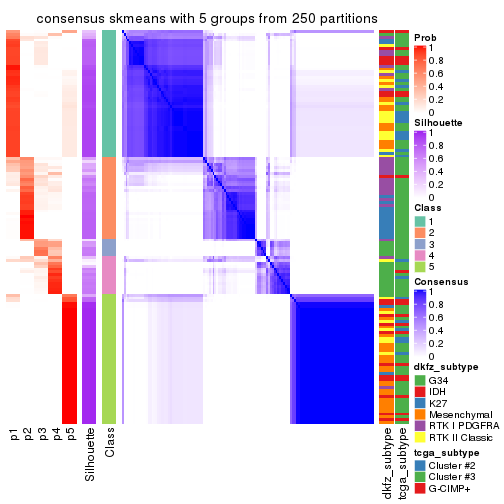 consensus skmeans with 5 groups from 250 partitions
Prob
1
0.8
0.6
0.4
0.2
0
Silhouette
1
0.8
0.6
0.4
0.2
0
Class
1
2
3
4
5
Consensus
1
0.8
0.6
0.4
0.2
0
dkfz_subtype
G34
IDH
K27
Mesenchymal
RTK I PDGFRA
RTK II Classic
tcga_subtype
Cluster #2
Cluster #3
G-CIMP+
p1
p2
p3
p4
p5
Silhouette
Class
dkfz_subtype
tcga_subtype